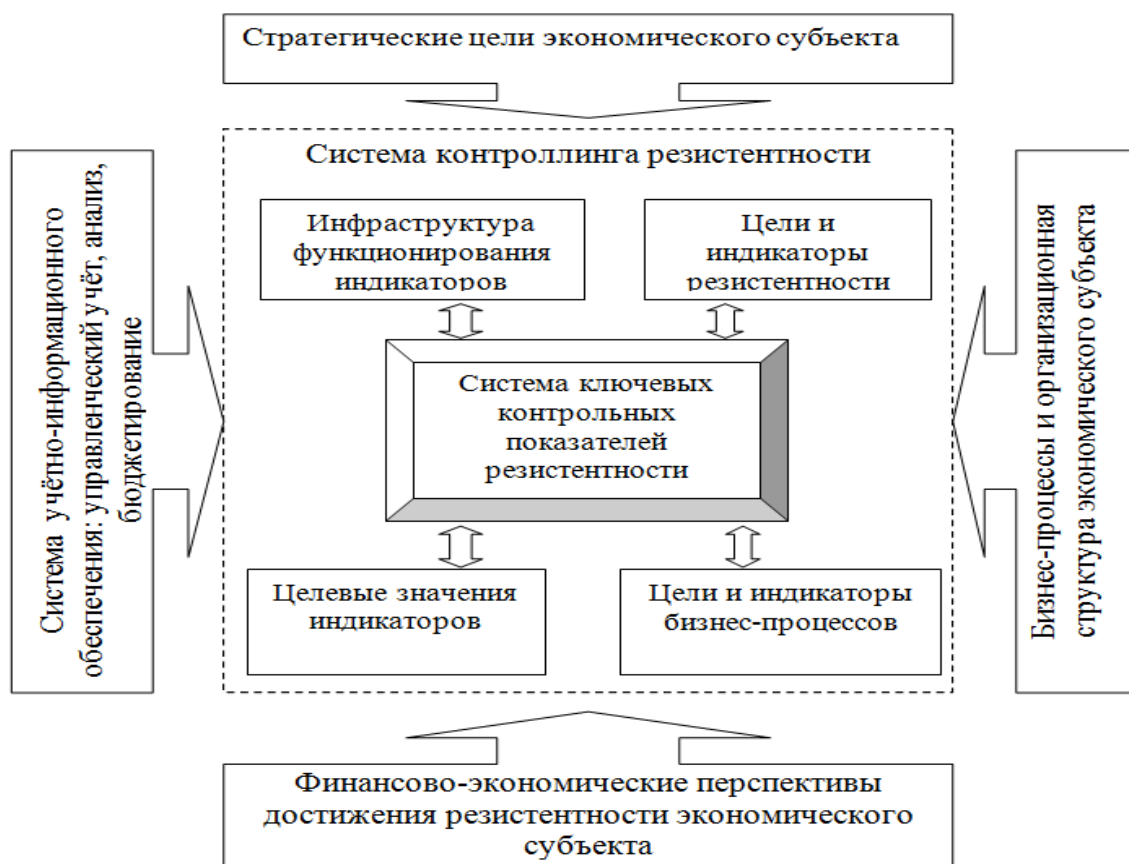 Стратегические цели экономического субъекта
Система контроллинга резистентности
Система учётно-информационного
обеспечения: управленческий учёт, анализ,
бюджетирование
Инфраструктура
функционирования
индикаторов
Цели и
индикаторы
резистентности
Система ключевых
контрольных
показателей
резистентности
Целевые значения
индикаторов
Цели и индикаторы
бизнес-процессов
Бизнес-процессы и организационная
структура экономического субъекта
Финансово-экономические перспективы
достижения резистентности экономического
субъекта